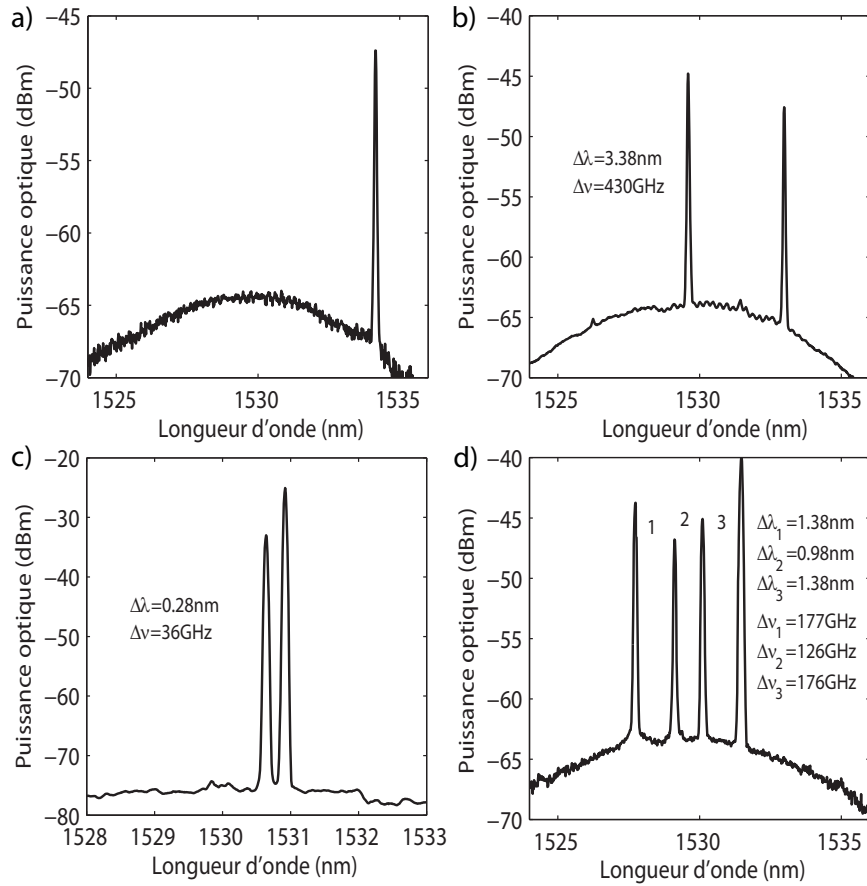 a)
−45
−50
−55
−60
−65
−70
Puissance optique (dBm)
1525
1530
1535
Longueur d’onde (nm)
b)
−40
−45
−50
−55
−60
−65
−70
Puissance optique (dBm)
Δλ=3.38nm
Δν=430GHz
1525
1530
1535
Longueur d’onde (nm)
c)
−20
−30
−40
−50
−60
−70
−80
Puissance optique (dBm)
Δλ=0.28nm
Δν=36GHz
1528
1529
1530
1531
1532
1533
Longueur d’onde (nm)
d)
−40
−45
−50
−55
−60
−65
−70
Puissance optique (dBm)
1
2
3
Δλ1=1.38nm
Δλ2=0.98nm
Δλ3=1.38nm
Δν1=177GHz
Δν2=126GHz
Δν3=176GHz
1525
1530
1535
Longueur d’onde (nm)